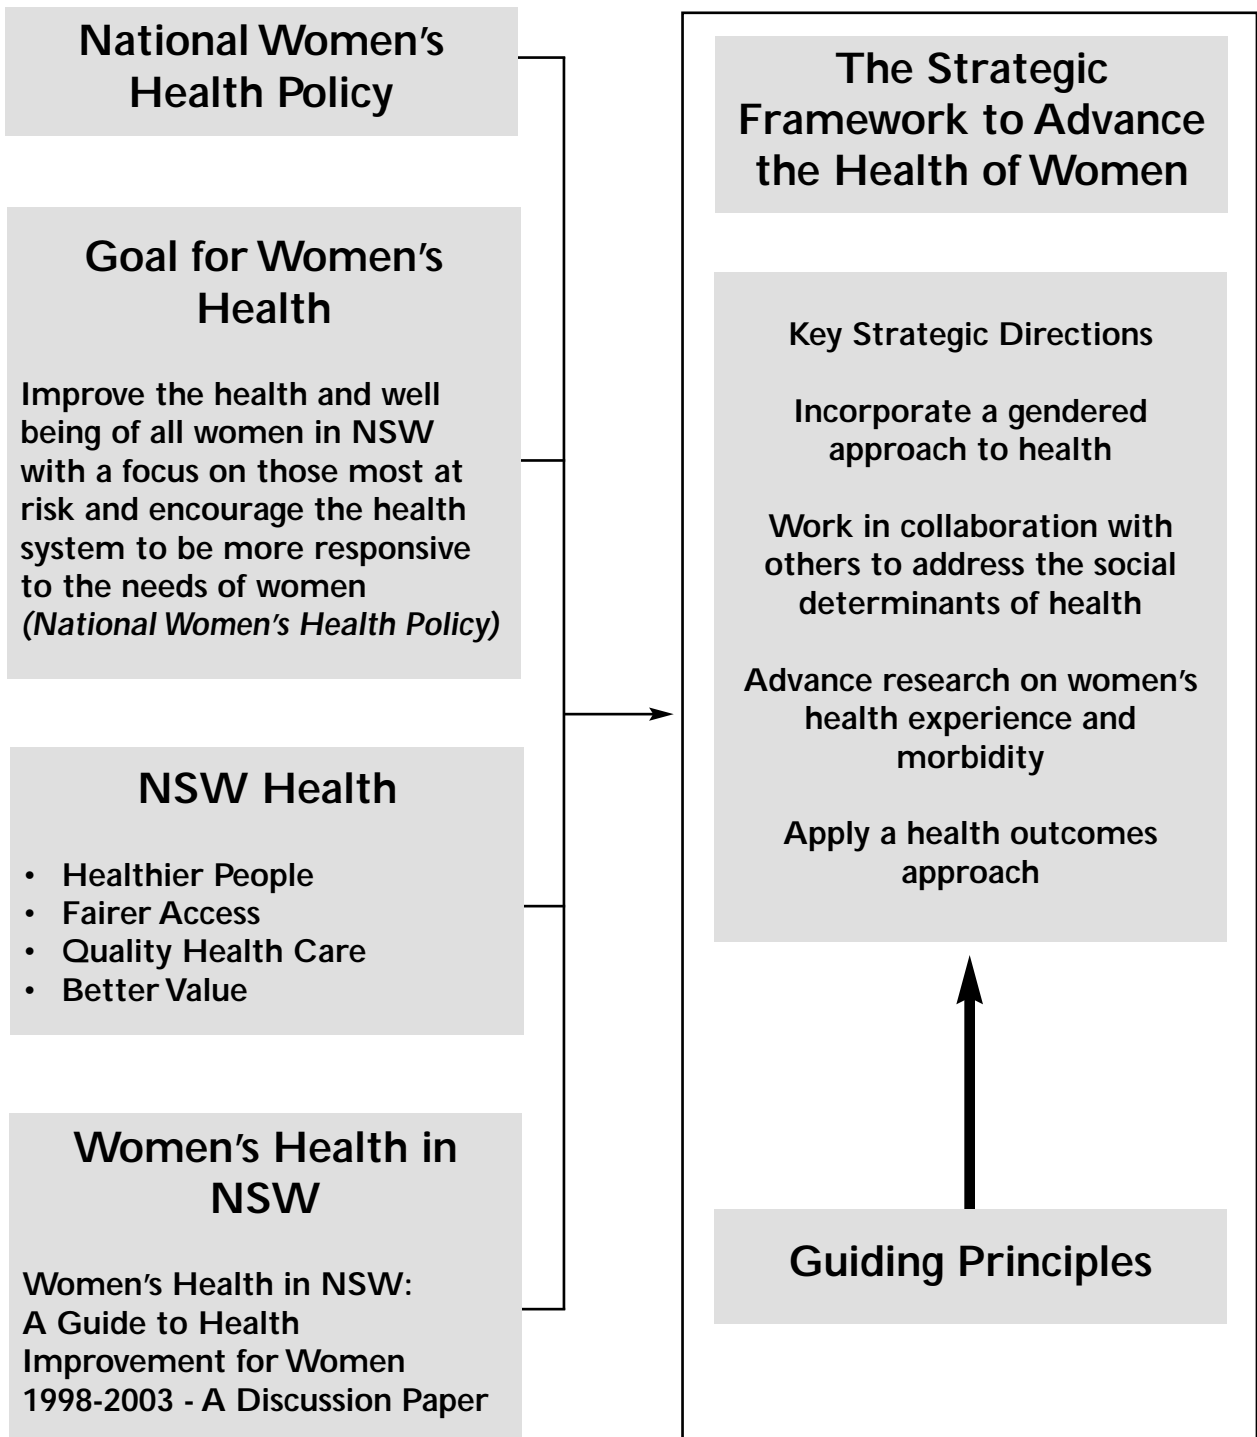 National Women's
Health Policy
Goal for Women's
Health
Improve the health and well
being of all women in NSW
with a focus on those most at
risk and encourage the health
system to be more responsive
to the needs of women
(National Women's Health Policy)
NSW Health
• Healthier People
• Fairer Access
• Quality Health Care
• Better Value
Women's Health in
NSW
Women's Health in NSW:
A Guide to Health
Improvement for Women
1998-2003 - A Discussion Paper
The Strategic
Framework to Advance
the Health of Women
Key Strategic Directions
Incorporate a gendered
approach to health
Work in collaboration with
others to address the social
determinants of health
Advance research on women's
health experience and
morbidity
Apply a health outcomes
approach
Guiding Principles